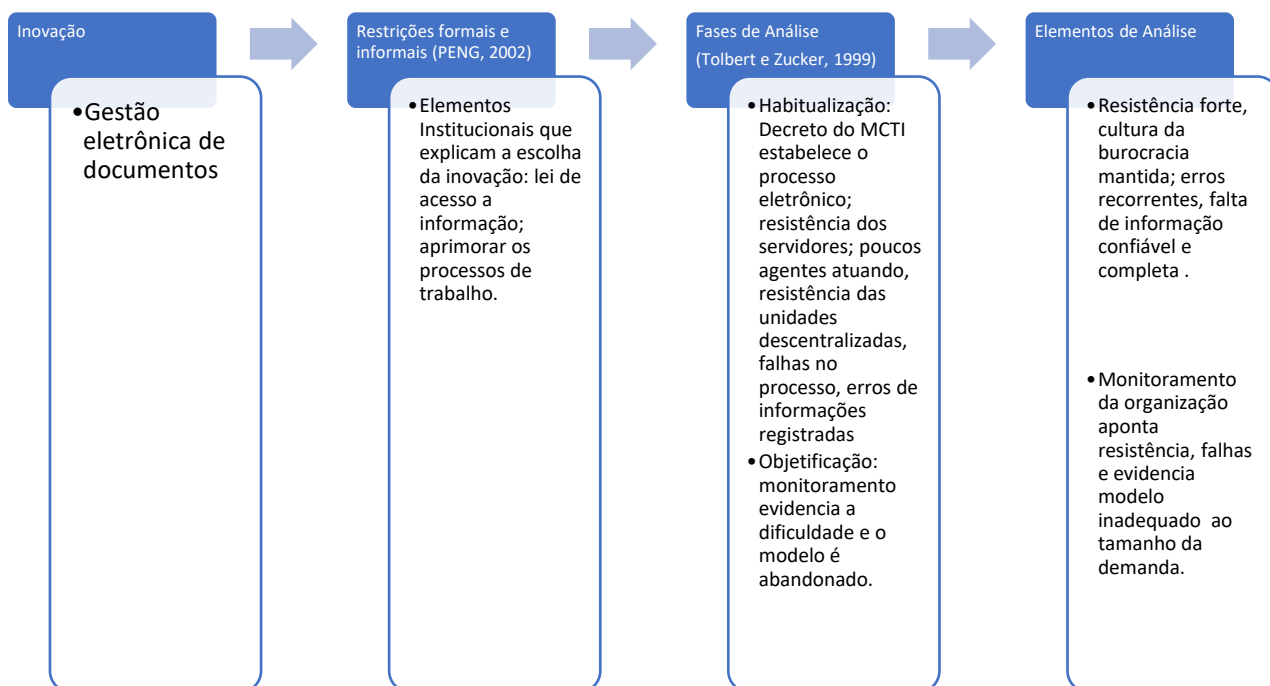 Inovação
•Gestão
eletrônica de
documentos
Restrições formais e
informais (PENG, 2002)
•Elementos
Institucionais que
explicam a escolha
da inovação: lei de
acesso a
informação;
aprimorar os
processos de
trabalho.
Fases de Análise
(Tolbert e Zucker, 1999)
•Habitualização:
Decreto do MCTI
estabelece o
processo
eletrônico;
resistência dos
servidores; poucos
agentes atuando,
resistência das
unidades
descentralizadas,
falhas no
processo, erros de
informações
registradas
•Objetificação:
monitoramento
evidencia a
dificuldade e o
modelo é
abandonado.
Elementos de Análise
•Resistência forte,
cultura da
burocracia
mantida; erros
recorrentes, falta
de informação
confiável e
completa .
•Monitoramento
da organização
aponta
resistência, falhas
e evidencia
modelo
inadequado ao
tamanho da
demanda.